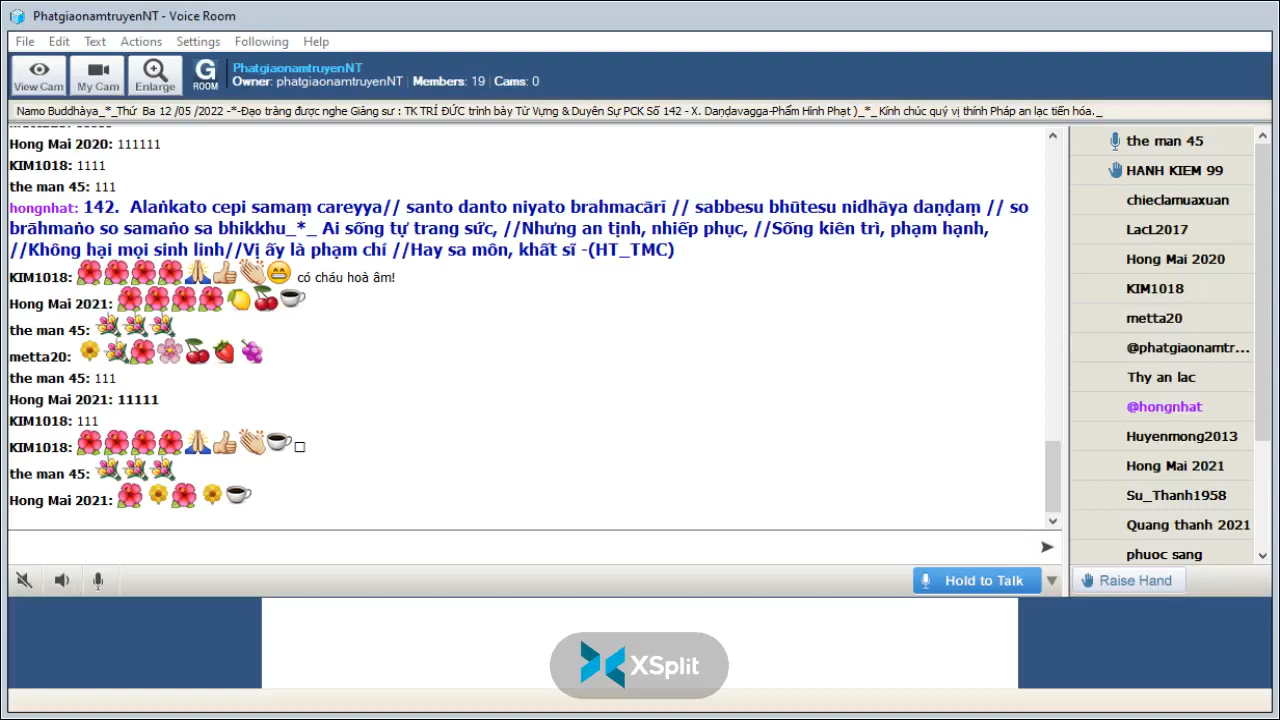 PhatgiaonamtruyenNT - Voice Room
File Edit Text Actions Settings Following Help
View Cam My Cam Enlarge G ROOM
PhatgiaonamtruyenNT
Owner: phatgiaonamtruyenNT | Members: 19 | Cams: 0
Namo Buddhàya_*_Thứ Ba 12 /05 /2022 -*-Đạo tràng được nghe Giảng sư : TK TRÍ ĐỨC trình bày Từ Vựng & Duyên Sự PCK Số 142 - X. Daṇḍavagga-Phẩm Hình Phạt )_*_ Kính chúc quý vị thính Pháp an lạc tiến hóa._
Hong Mai 2020: 111111
KIM1018: 1111
the man 45: 111
hongnhat: 142. Alaṅkato cepi samaṃ careyya// santo danto niyato brahmacārī // sabbesu bhūtesu nidhāya daṇḍaṃ // so
brāhmaṅo so samaṅo sa bhikkhu_*_ Ai sống tự trang sức, //Nhưng an tịnh, nhiếp phục, //Sống kiên trì, phạm hạnh,
//Không hại mọi sinh linh//Vị ấy là phạm chí //Hay sa môn, khất sĩ -(HT_TMC)
KIM1018: có cháu hoà âm!
Hong Mai 2021:
the man 45:
metta20:
the man 45: 111
Hong Mai 2021: 11111
KIM1018: 111
KIM1018:
the man 45:
Hong Mai 2021:
Hold to Talk
the man 45
HANH KIEM 99
chieclamuaxuan
LacL2017
Hong Mai 2020
KIM1018
metta20
@phatgiaonamtr...
Thy an lac
@hongnhat
Huyenmong2013
Hong Mai 2021
Su_Thanh1958
Quang thanh 2021
phuoc sang
Raise Hand
XSplit